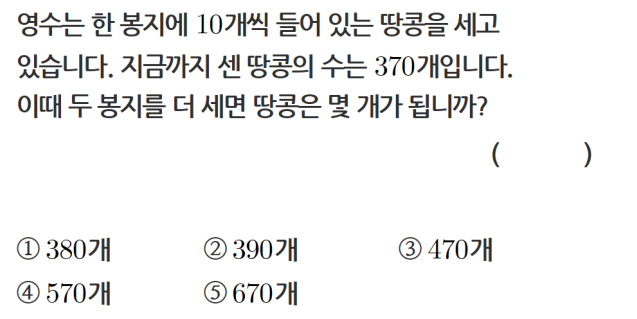 영수는 한 봉지에 10개씩 들어 있는 땅콩을 세고
있습니다. 지금까지 센 땅콩의 수는 370개입니다.
이때 두 봉지를 더 세면 땅콩은 몇 개가 됩니까?
(          )
① 380개 ② 390개 ③ 470개
④ 570개 ⑤ 670개